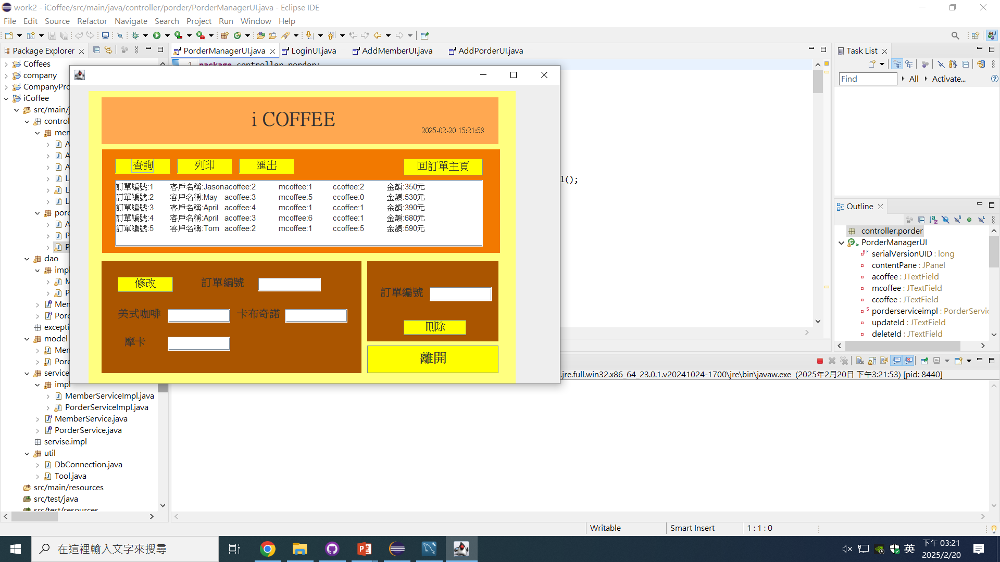 work2 - iCoffee/src/main/java/controller/porder/PorderManagerUI.java - Eclipse IDE
File Edit Source Refactor Navigate Search Project Run Window Help
Package Explorer
PorderManagerUI.java LoginUI.java AddMemberUI.java AddPorderUI.java
Task List
Find All Activate...
1 package controller.porder;
Coffees
company
CompanyPro
iCoffee
src/main/j
control
mem
A
A
A
L
L
L
porc
A
P
P
dao
impl
M
P
Mem
Porc
excepti
model
Mem
Porc
service
impl
MemberServiceImpl.java
PorderServiceImpl.java
MemberService.java
PorderService.java
servise.impl
util
DbConnection.java
Tool.java
src/main/resources
src/test/java
src/test/resources
i COFFEE
2025-02-20 15:21:58
查詢 列印 匯出 回訂單主頁
訂單編號:1 客戶名稱:Jason acoffee:2 mcoffee:1 ccoffee:2 金額:350元
訂單編號:2 客戶名稱:May acoffee:3 mcoffee:5 ccoffee:0 金額:530元
訂單編號:3 客戶名稱:April acoffee:4 mcoffee:1 ccoffee:1 金額:390元
訂單編號:4 客戶名稱:April acoffee:3 mcoffee:6 ccoffee:1 金額:680元
訂單編號:5 客戶名稱:Tom acoffee:2 mcoffee:1 ccoffee:5 金額:590元
修改 訂單編號
美式咖啡 卡布奇諾
摩卡
訂單編號
刪除
離開
l();
Outline
controller.porder
PorderManagerUI
serialVersionUID : long
contentPane : JPanel
acoffee : JTextField
mcoffee : JTextField
ccoffee : JTextField
porderserviceimpl : PorderServic
updateId : JTextField
deleteId : JTextField
.jre.full.win32.x86_64_23.0.1.v20241024-1700\jre\bin\javaw.exe (2025年2月20日 下午3:21:53) [pid: 8440]
Writable Smart Insert 1 : 1 : 0
在這裡輸入文字來搜尋
英
下午 03:21
2025/2/20